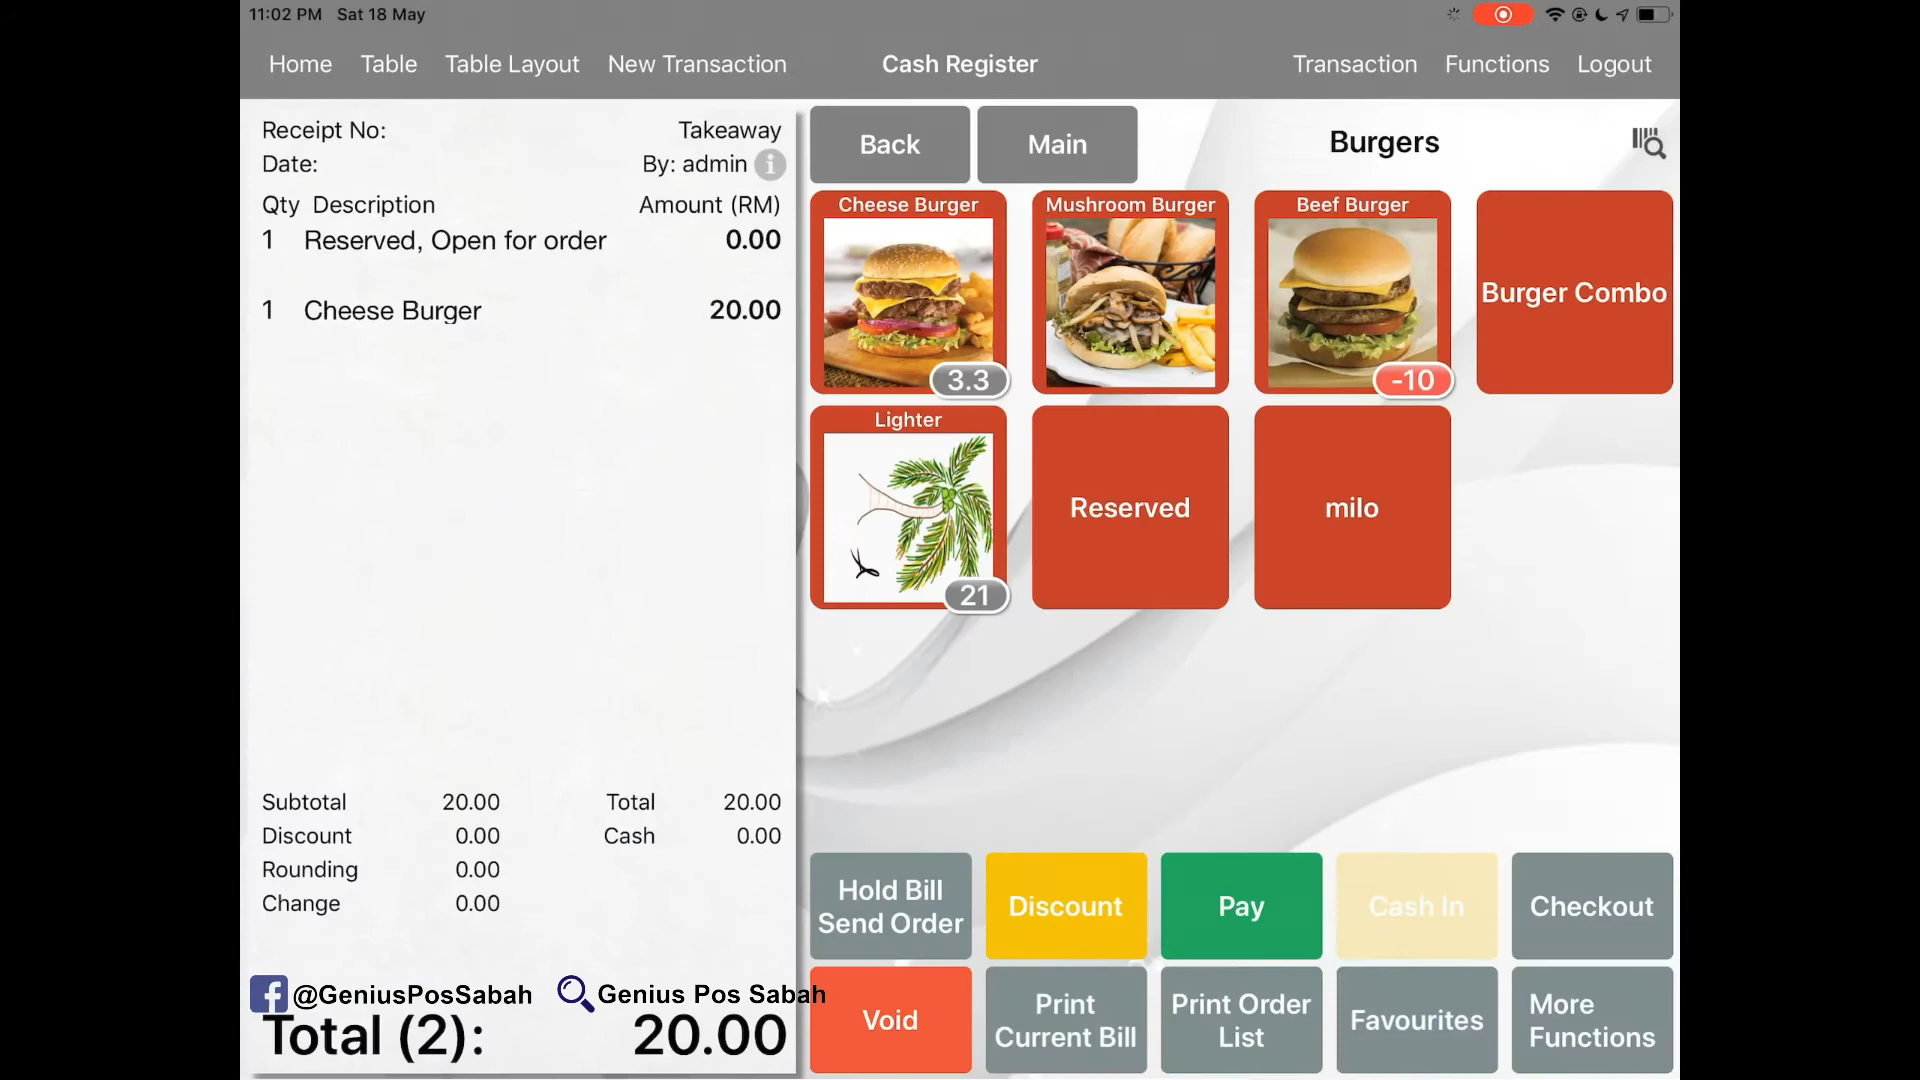 11:02 PM Sat 18 May
Home Table Table Layout New Transaction Cash Register Transaction Functions Logout
Receipt No: Takeaway
Date: By: admin i
Qty Description Amount (RM)
1 Reserved, Open for order 0.00
1 Cheese Burger 20.00
Subtotal 20.00 Total 20.00
Discount 0.00 Cash 0.00
Rounding 0.00
Change 0.00
@GeniusPosSabah Genius Pos Sabah
Total (2): 20.00
Back Main Burgers
Cheese Burger Mushroom Burger Beef Burger
Burger Combo
3.3 -10
Lighter
Reserved milo
21
Hold Bill
Send Order
Discount Pay Cash In Checkout
Void
Print
Current Bill
Print Order
List
Favourites
More
Functions